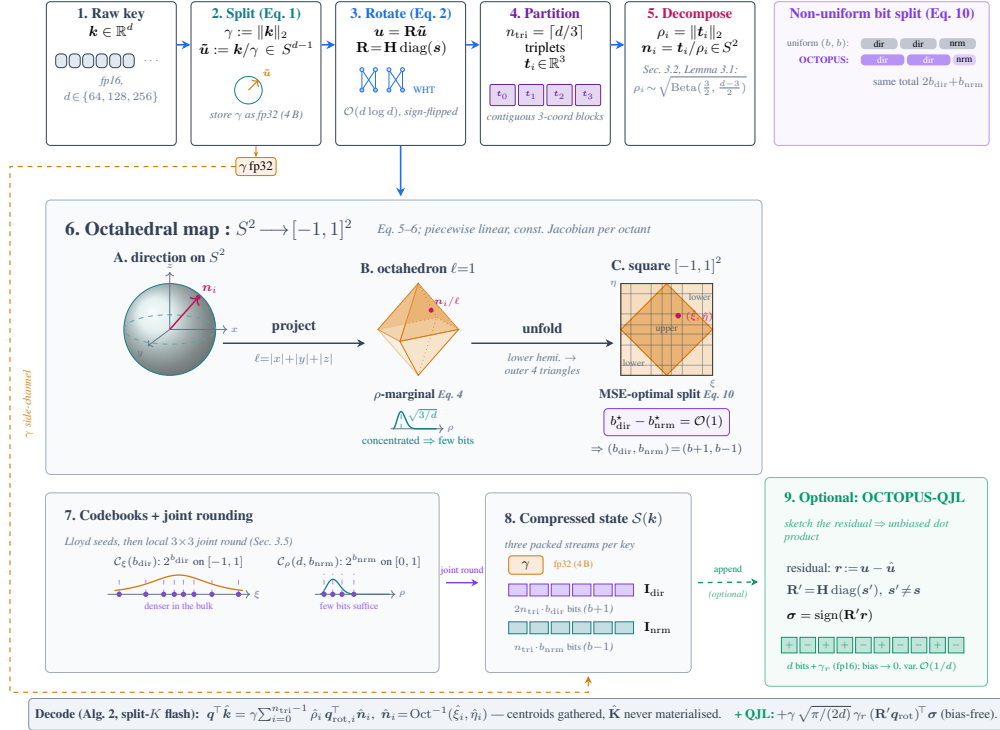 1. Raw key
k ∈ ℝ^d
· · ·
fp16,
d∈{64, 128, 256}
2. Split (Eq. 1)
γ := ‖k‖₂
ũ := k/γ ∈ S^{d−1}
ũ
store γ as fp32 (4 B)
3. Rotate (Eq. 2)
u = Rũ
R = H diag(s)
WHT
𝒪(d log d), sign-flipped
4. Partition
n_tri = ⌈d/3⌉
triplets
t_i ∈ ℝ³
t₀ t₁ t₂ t₃
contiguous 3-coord blocks
5. Decompose
ρ_i = ‖t_i‖₂
n_i = t_i/ρ_i ∈ S²
Sec. 3.2, Lemma 3.1:
ρ_i ∼ √Beta(3/2, (d−3)/2)
Non-uniform bit split (Eq. 10)
uniform (b, b): dir dir nrm
OCTOPUS: dir dir nrm
same total 2b_dir + b_nrm
γ fp32
γ side-channel
6. Octahedral map : S² ⟶ [−1, 1]²
Eq. 5–6; piecewise linear, const. Jacobian per octant
A. direction on S²
z
n_i
x
y
project
ℓ=|x|+|y|+|z|
B. octahedron ℓ=1
n_i/ℓ
unfold
lower hemi. →
outer 4 triangles
C. square [−1, 1]²
η
lower
(ξ, η)
upper
lower
ξ
ρ-marginal Eq. 4
√3/d
ρ
concentrated ⇒ few bits
MSE-optimal split Eq. 10
b*_dir − b*_nrm = 𝒪(1)
⇒ (b_dir, b_nrm) = (b+1, b−1)
7. Codebooks + joint rounding
Lloyd seeds, then local 3×3 joint round (Sec. 3.5)
𝒞_ξ(b_dir): 2^{b_dir} on [−1, 1]
ξ
denser in the bulk
𝒞_ρ(d, b_nrm): 2^{b_nrm} on [0, 1]
ρ
few bits suffice
joint round
8. Compressed state 𝒮(k)
three packed streams per key
γ fp32 (4 B)
I_dir
2n_tri · b_dir bits (b+1)
I_nrm
n_tri · b_nrm bits (b−1)
append
(optional)
9. Optional: OCTOPUS-QJL
sketch the residual ⇒ unbiased dot
product
residual: r := u − û
R′ = H diag(s′), s′ ≠ s
σ = sign(R′r)
+ − + + − + − + + −
d bits + γ_r (fp16); bias → 0, var. 𝒪(1/d)
Decode (Alg. 2, split-K flash): q^⊤k̂ = γ∑_{i=0}^{n_tri−1} ρ̂_i q^⊤_{rot,i} n̂_i, n̂_i = Oct^{−1}(ξ̂_i, η̂_i) — centroids gathered, K̂ never materialised. + QJL: +γ √π/(2d) γ_r (R′q_rot)^⊤σ (bias-free).